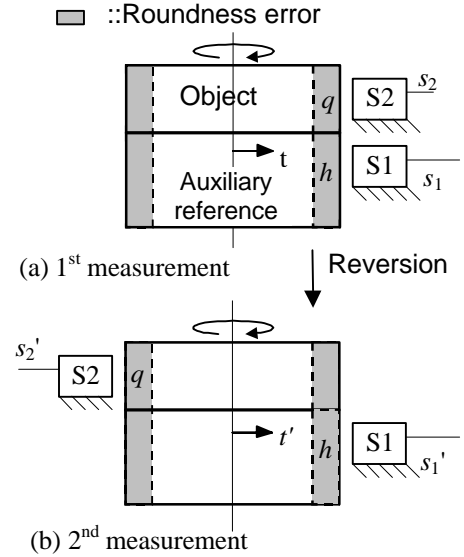 ::Roundness error
Object
q
S2
s2
t
Auxiliary
reference
h
S1
s1
(a) 1st measurement
Reversion
s2'
S2
q
t'
h
S1
s1'
(b) 2nd measurement